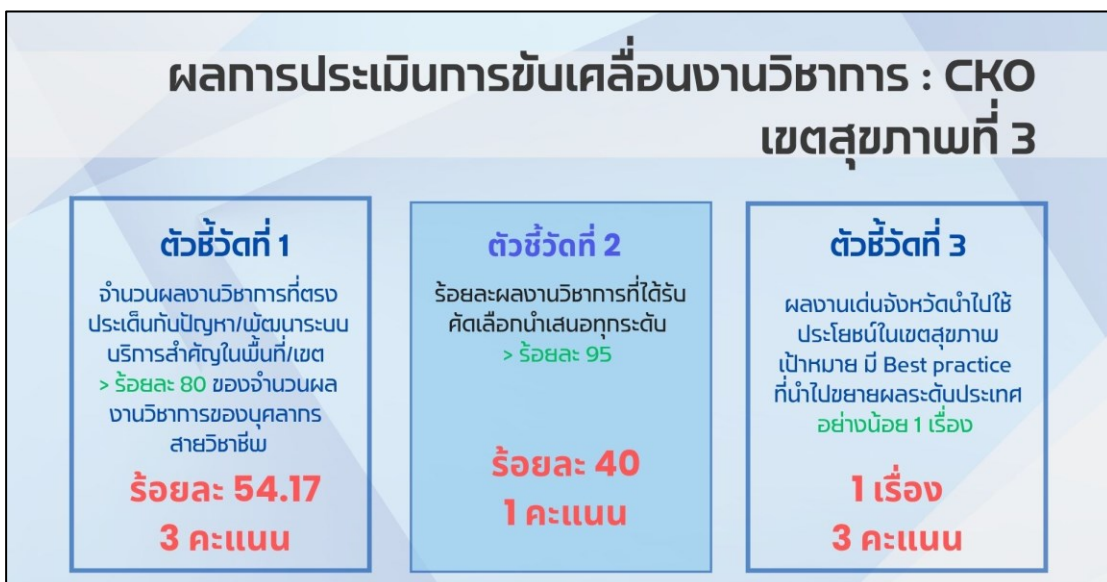 ผลการประเมินการขับเคลื่อนงานวิชาการ : CKO
เขตสุขภาพที่ 3
ตัวชี้วัดที่ 1
จำนวนผลงานวิชาการที่ตรง
ประเด็นกับปัญหา/พัฒนาระบบ
บริการสำคัญในพื้นที่/เขต
> ร้อยละ 80 ของจำนวนผล
งานวิชาการของบุคลากร
สายวิชาชีพ
ร้อยละ 54.17
3 คะแนน
ตัวชี้วัดที่ 2
ร้อยละผลงานวิชาการที่ได้รับ
คัดเลือกนำเสนอทุกระดับ
> ร้อยละ 95
ร้อยละ 40
1 คะแนน
ตัวชี้วัดที่ 3
ผลงานเด่นจังหวัดนำไปใช้
ประโยชน์ในเขตสุขภาพ
เป้าหมาย มี Best practice
ที่นำไปขยายผลระดับประเทศ
อย่างน้อย 1 เรื่อง
1 เรื่อง
3 คะแนน